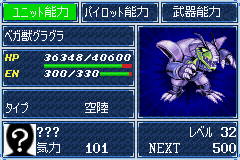 ユニット能力 パイロット能力 武器能力
ベガ獣グラグラ
HP 36348/40600
EN 300/330
タイプ 空陸
? ??? レベル 32
気力 101 NEXT 500